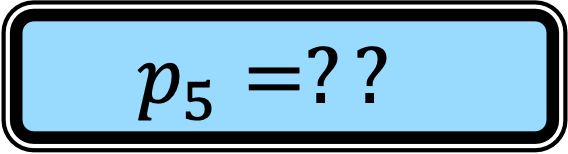 p₅ =? ?